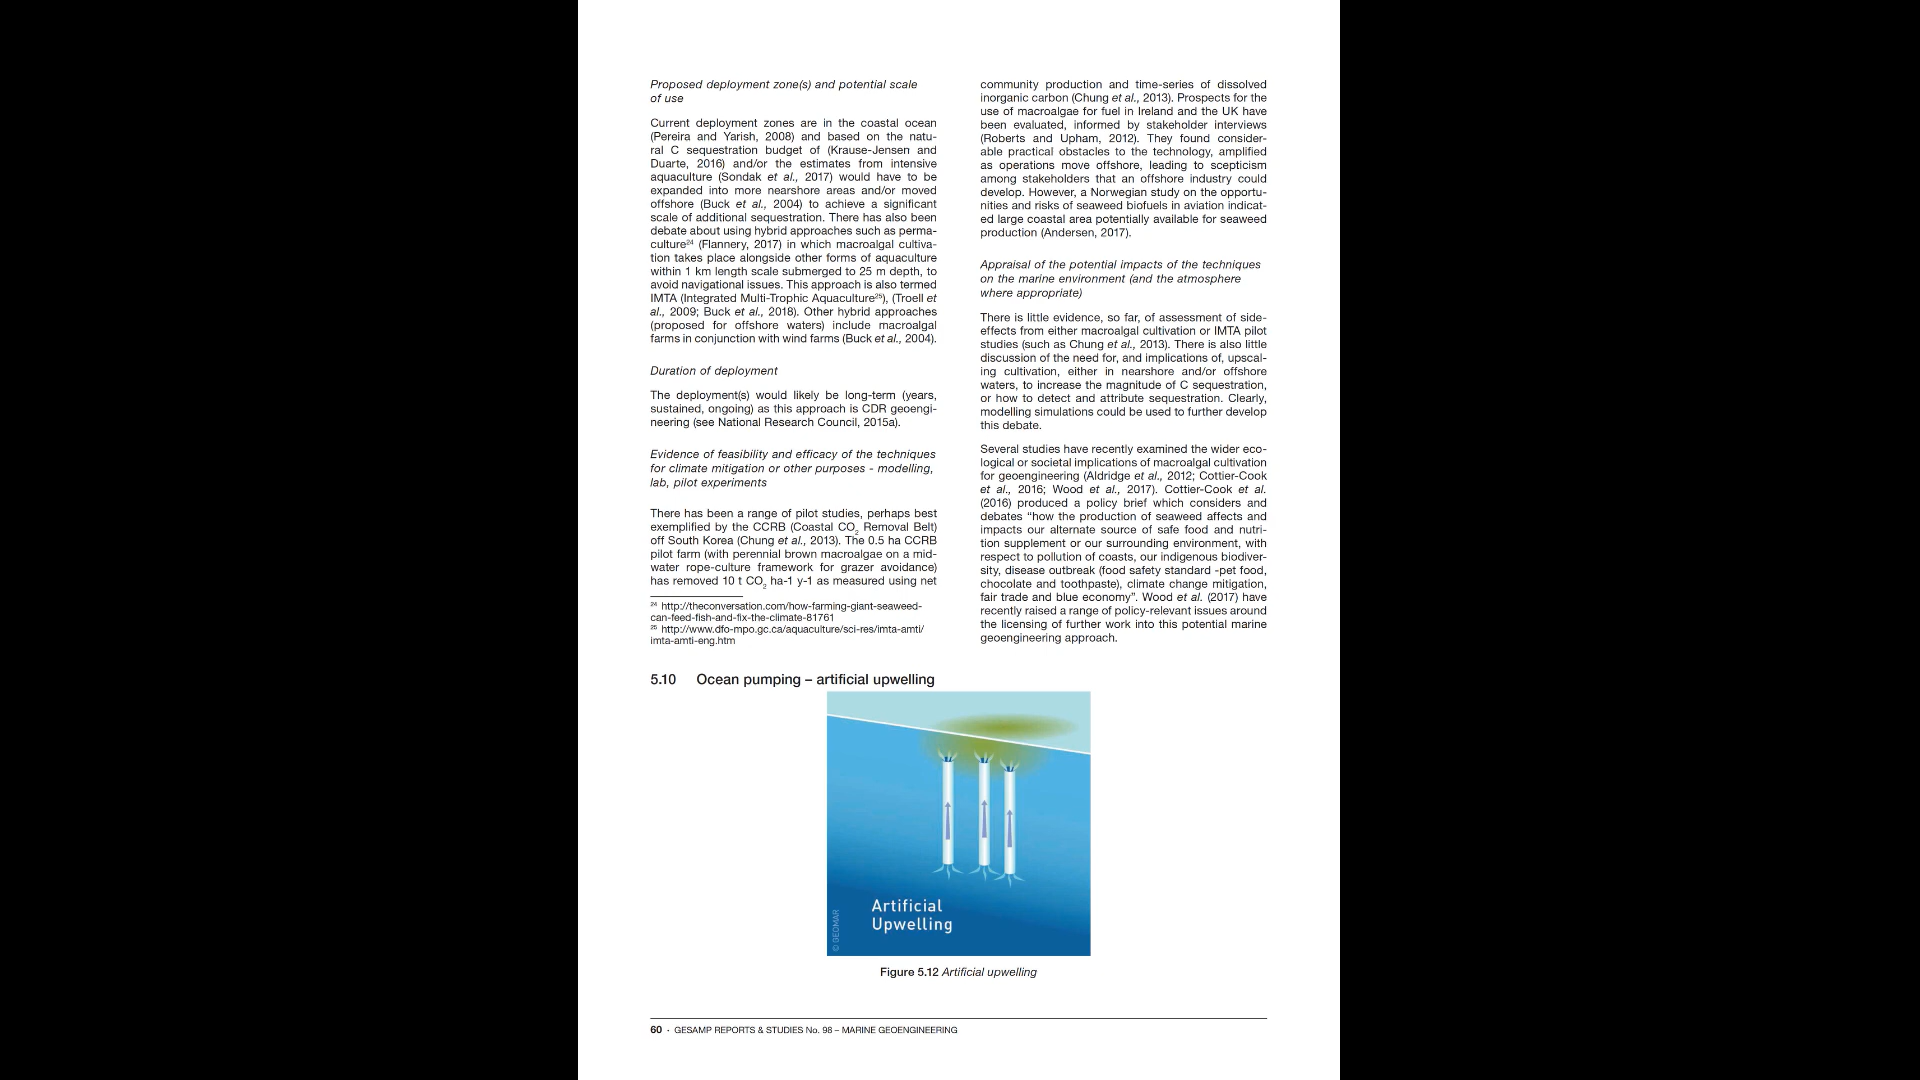 Proposed deployment zone(s) and potential scale
of use
Current deployment zones are in the coastal ocean
(Pereira and Yarish, 2008) and based on the natu-
ral C sequestration budget of (Krause-Jensen and
Duarte, 2016) and/or the estimates from intensive
aquaculture (Sondak et al., 2017) would have to be
expanded into more nearshore areas and/or moved
offshore (Buck et al., 2004) to achieve a significant
scale of additional sequestration. There has also been
debate about using hybrid approaches such as perma-
culture24 (Flannery, 2017) in which macroalgal cultiva-
tion takes place alongside other forms of aquaculture
within 1 km length scale submerged to 25 m depth, to
avoid navigational issues. This approach is also termed
IMTA (Integrated Multi-Trophic Aquaculture25), (Troell et
al., 2009; Buck et al., 2018). Other hybrid approaches
(proposed for offshore waters) include macroalgal
farms in conjunction with wind farms (Buck et al., 2004).
Duration of deployment
The deployment(s) would likely be long-term (years,
sustained, ongoing) as this approach is CDR geoengi-
neering (see National Research Council, 2015a).
Evidence of feasibility and efficacy of the techniques
for climate mitigation or other purposes - modelling,
lab, pilot experiments
There has been a range of pilot studies, perhaps best
exemplified by the CCRB (Coastal CO2 Removal Belt)
off South Korea (Chung et al., 2013). The 0.5 ha CCRB
pilot farm (with perennial brown macroalgae on a mid-
water rope-culture framework for grazer avoidance)
has removed 10 t CO2 ha-1 y-1 as measured using net
24 http://theconversation.com/how-farming-giant-seaweed-
can-feed-fish-and-fix-the-climate-81761
25 http://www.dfo-mpo.gc.ca/aquaculture/sci-res/imta-amti/
imta-amti-eng.htm
community production and time-series of dissolved
inorganic carbon (Chung et al., 2013). Prospects for the
use of macroalgae for fuel in Ireland and the UK have
been evaluated, informed by stakeholder interviews
(Roberts and Upham, 2012). They found consider-
able practical obstacles to the technology, amplified
as operations move offshore, leading to scepticism
among stakeholders that an offshore industry could
develop. However, a Norwegian study on the opportu-
nities and risks of seaweed biofuels in aviation indicat-
ed large coastal area potentially available for seaweed
production (Andersen, 2017).
Appraisal of the potential impacts of the techniques
on the marine environment (and the atmosphere
where appropriate)
There is little evidence, so far, of assessment of side-
effects from either macroalgal cultivation or IMTA pilot
studies (such as Chung et al., 2013). There is also little
discussion of the need for, and implications of, upscal-
ing cultivation, either in nearshore and/or offshore
waters, to increase the magnitude of C sequestration,
or how to detect and attribute sequestration. Clearly,
modelling simulations could be used to further develop
this debate.
Several studies have recently examined the wider eco-
logical or societal implications of macroalgal cultivation
for geoengineering (Aldridge et al., 2012; Cottier-Cook
et al., 2016; Wood et al., 2017). Cottier-Cook et al.
(2016) produced a policy brief which considers and
debates “how the production of seaweed affects and
impacts our alternate source of safe food and nutri-
tion supplement or our surrounding environment, with
respect to pollution of coasts, our indigenous biodiver-
sity, disease outbreak (food safety standard -pet food,
chocolate and toothpaste), climate change mitigation,
fair trade and blue economy”. Wood et al. (2017) have
recently raised a range of policy-relevant issues around
the licensing of further work into this potential marine
geoengineering approach.
5.10 Ocean pumping – artificial upwelling
Artificial
Upwelling
© GEOMAR
Figure 5.12 Artificial upwelling
60 · GESAMP REPORTS & STUDIES No. 98 – MARINE GEOENGINEERING